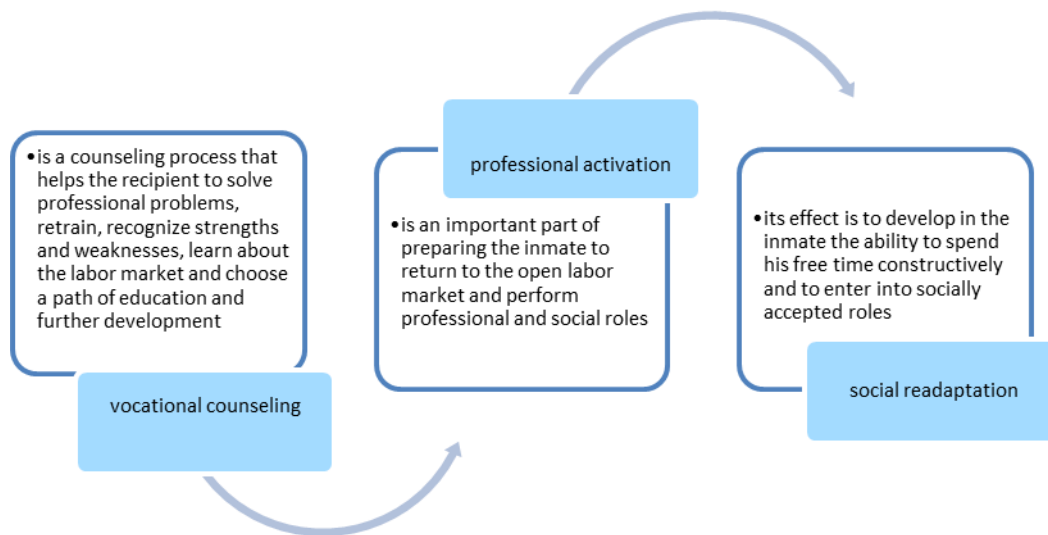 •is a counseling process that
helps the recipient to solve
professional problems,
retrain, recognize strengths
and weaknesses, learn about
the labor market and choose
a path of education and
further development
vocational counseling
professional activation
•is an important part of
preparing the inmate to
return to the open labor
market and perform
professional and social roles
•its effect is to develop in the
inmate the ability to spend
his free time constructively
and to enter into socially
accepted roles
social readaptation